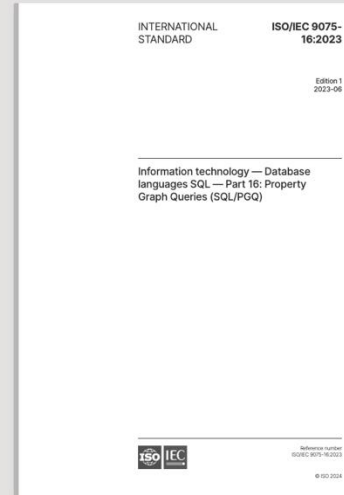 INTERNATIONAL STANDARD
ISO/IEC 9075-16:2023
Edition 1
2023-06
Information technology — Database
languages SQL — Part 16: Property
Graph Queries (SQL/PGQ)
ISO IEC
Reference number
ISO/IEC 9075-16:2023
© ISO 2024